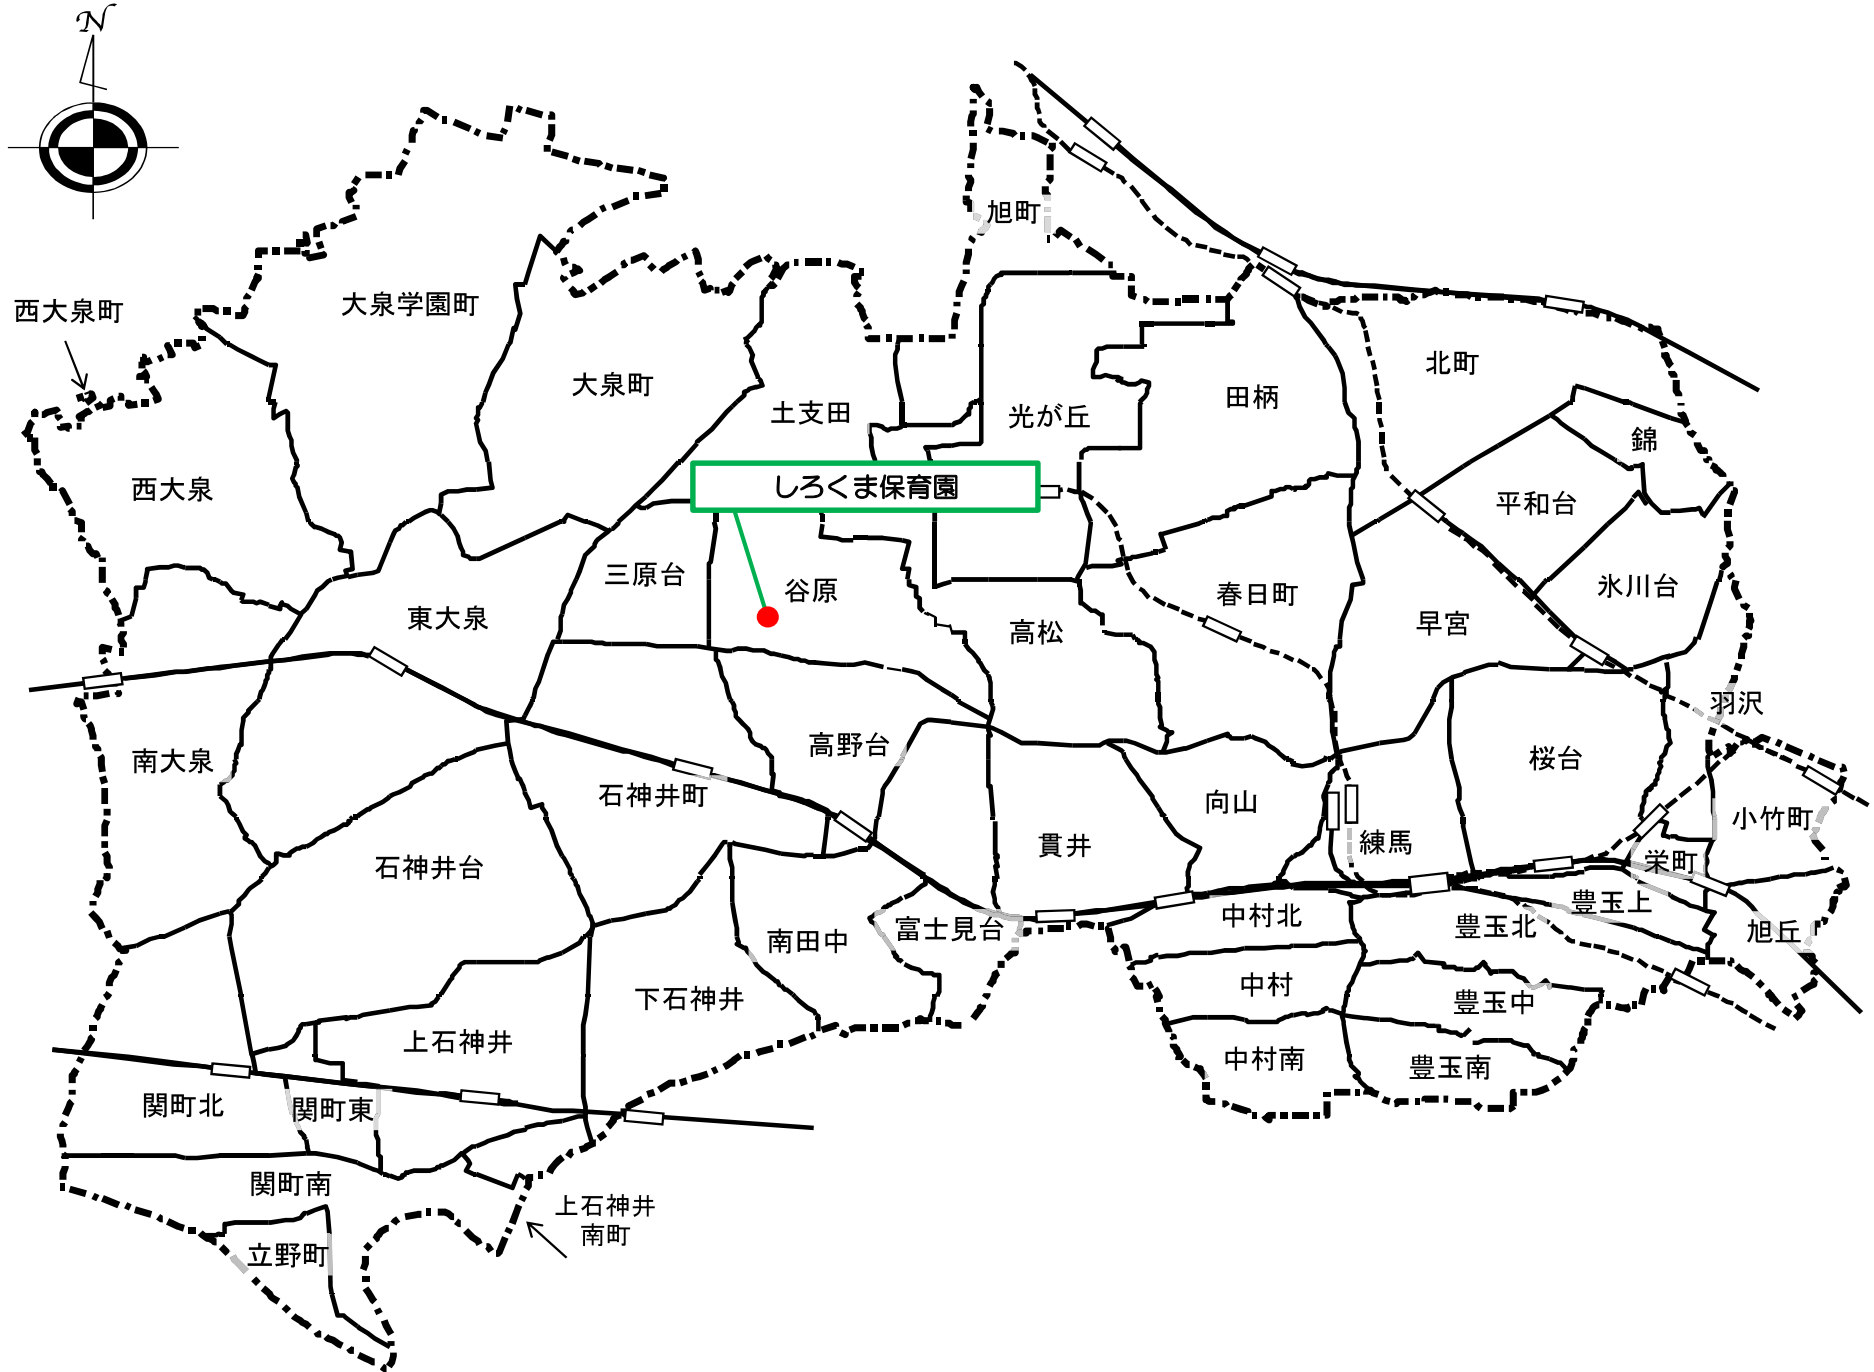 N
旭町
大泉学園町
西大泉町
北町
大泉町
田柄
土支田
光が丘
錦
西大泉
しろくま保育園
平和台
三原台
谷原
春日町
氷川台
東大泉
高松
早宮
羽沢
南大泉
高野台
桜台
石神井町
向山
小竹町
石神井台
貫井
練馬
栄町
豊玉上
中村北
富士見台
南田中
豊玉北
旭丘
下石神井
中村
豊玉中
上石神井
中村南
豊玉南
関町北
関町東
関町南
上石神井
南町
立野町